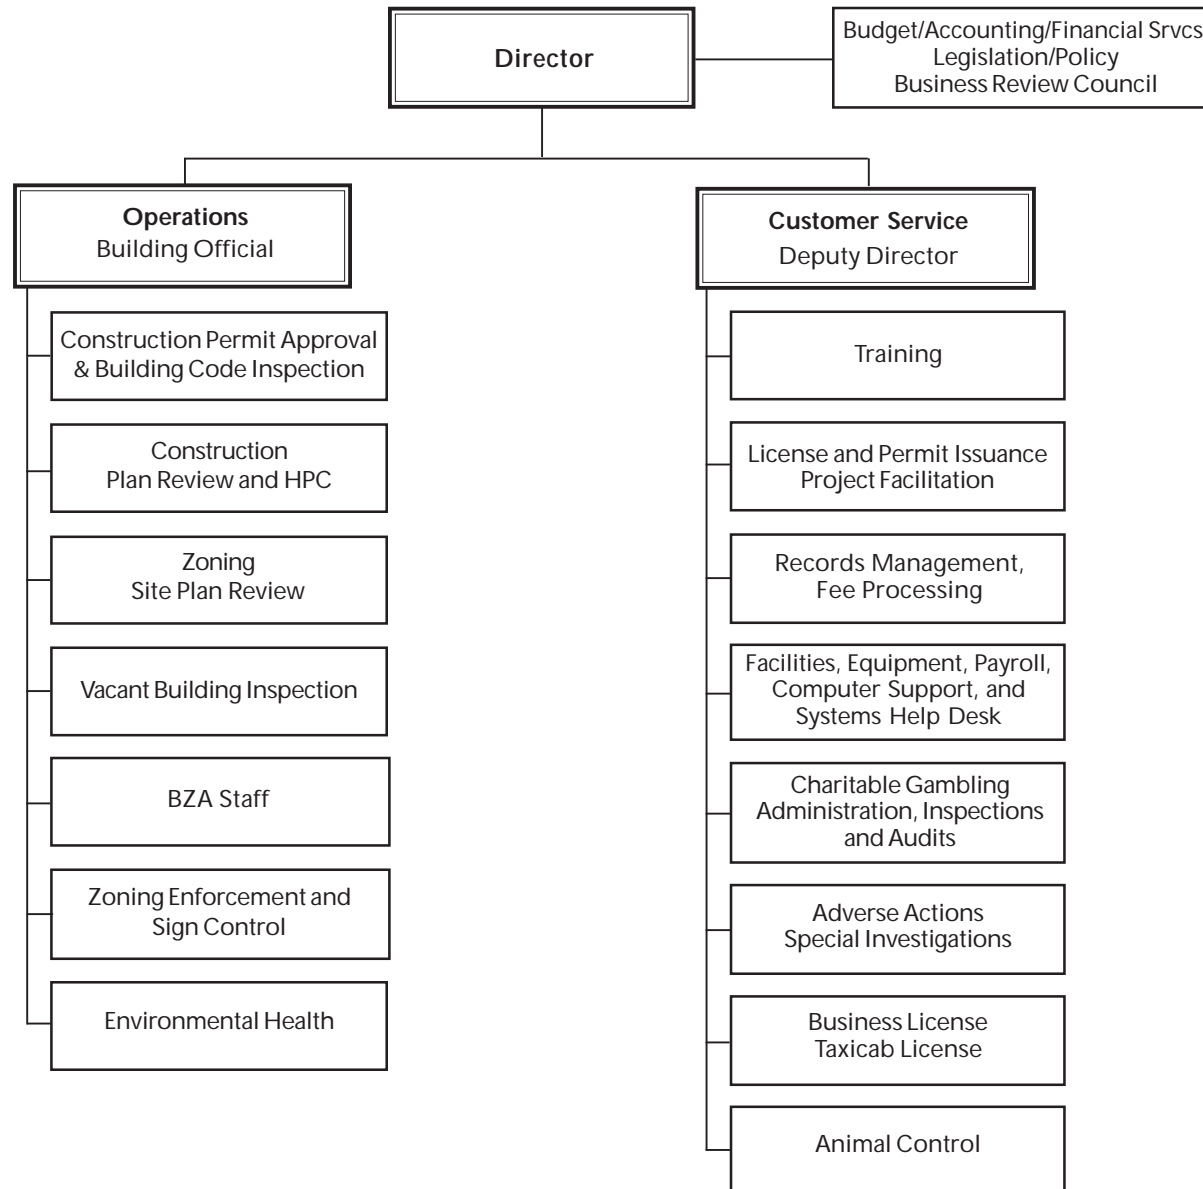 Director
Budget/Accounting/Financial Srvcs
Legislation/Policy
Business Review Council
Operations
Building Official
Construction Permit Approval
& Building Code Inspection
Construction
Plan Review and HPC
Zoning
Site Plan Review
Vacant Building Inspection
BZA Staff
Zoning Enforcement and
Sign Control
Environmental Health
Customer Service
Deputy Director
Training
License and Permit Issuance
Project Facilitation
Records Management,
Fee Processing
Facilities, Equipment, Payroll,
Computer Support, and
Systems Help Desk
Charitable Gambling
Administration, Inspections
and Audits
Adverse Actions
Special Investigations
Business License
Taxicab License
Animal Control